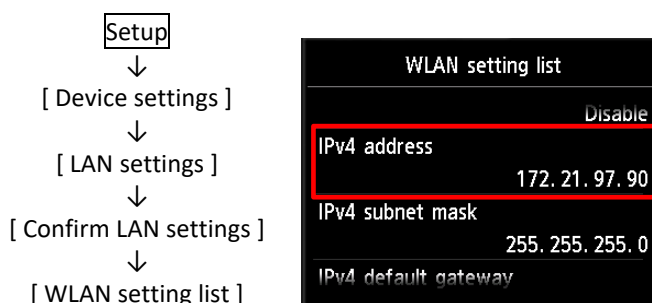 Setup
↓
[ Device settings ]
↓
[ LAN settings ]
↓
[ Confirm LAN settings ]
↓
[ WLAN setting list ]
WLAN setting list
Disable
IPv4 address
172. 21. 97. 90
IPv4 subnet mask
255. 255. 255. 0
IPv4 default gateway